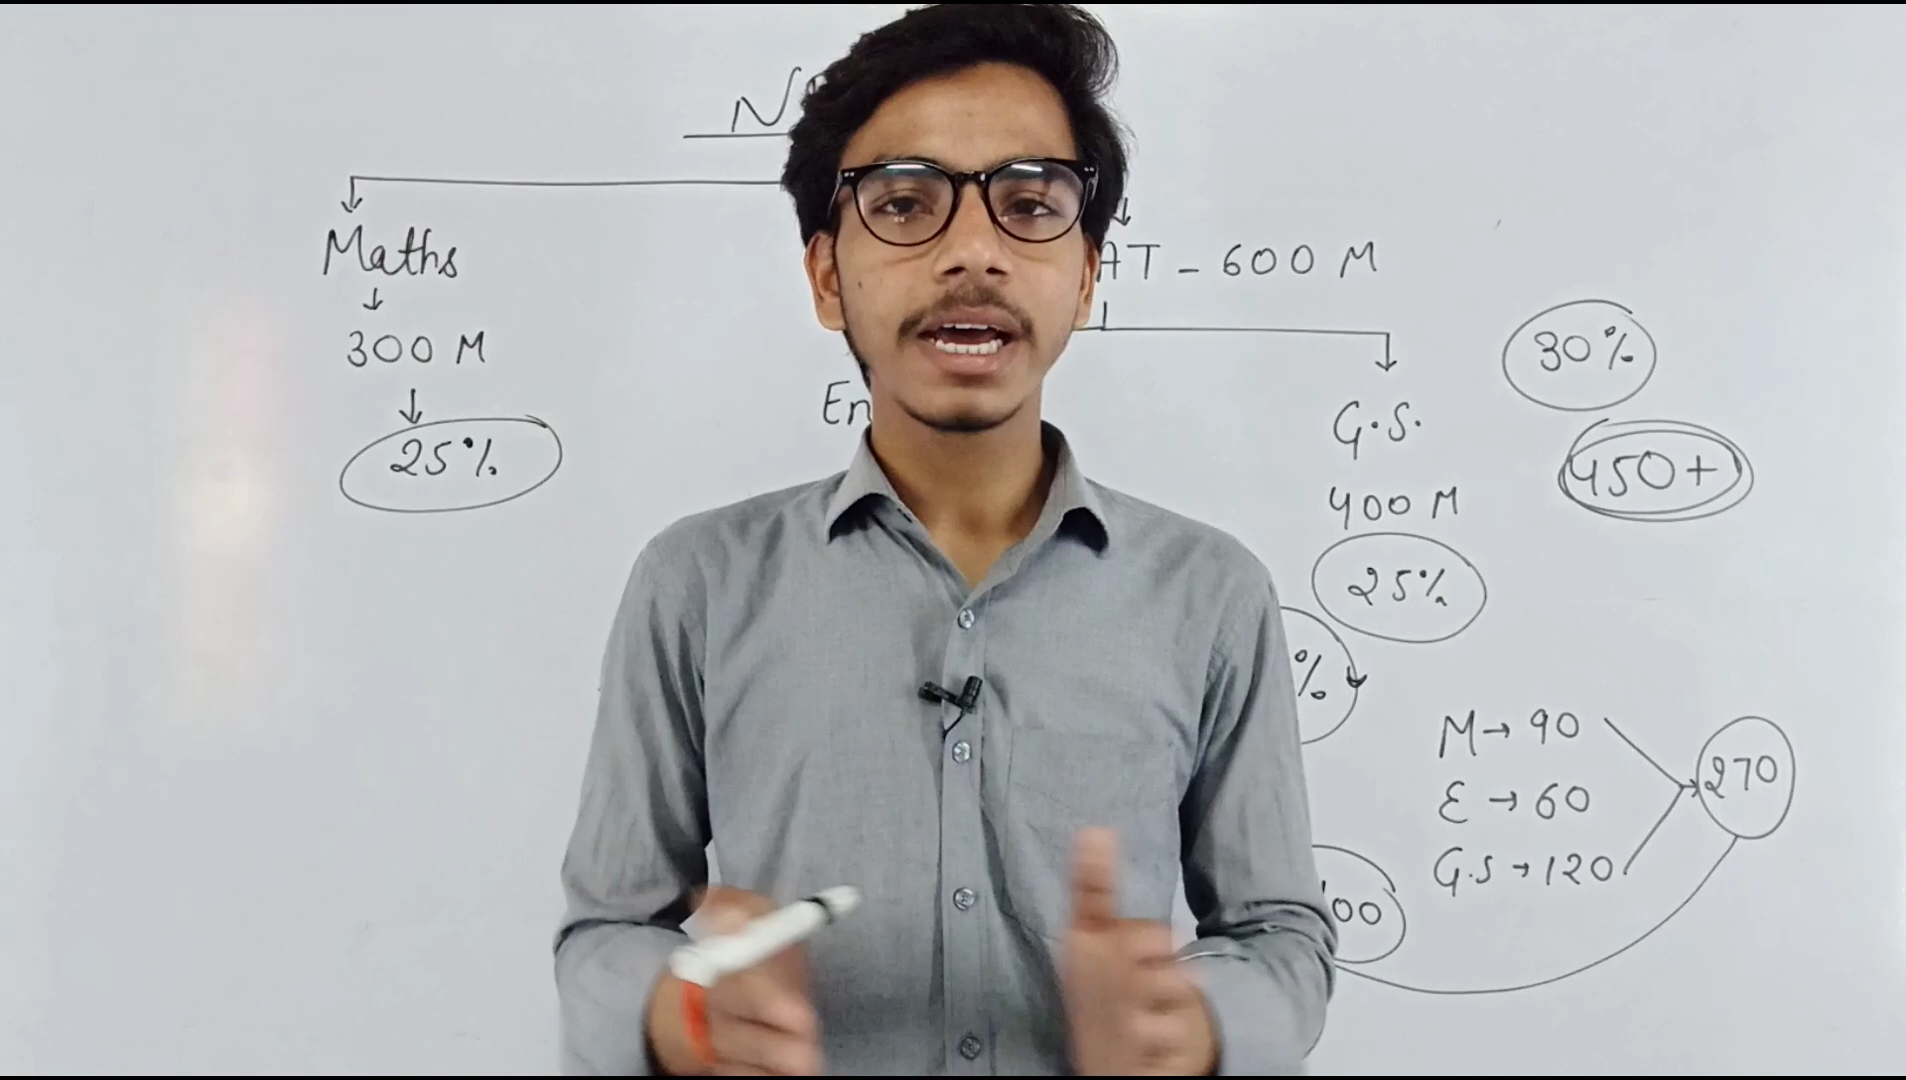 Maths
300 M
25%
AT - 600 M
En
G.S.
400 M
25%
30%
450+
%
M → 90
E → 60
G.S → 120
270
00